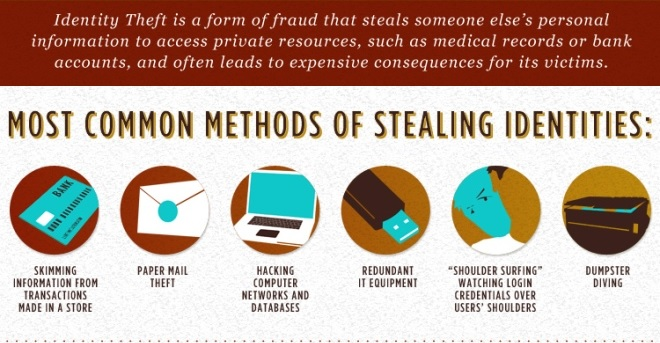 Identity Theft is a form of fraud that steals someone else's personal
information to access private resources, such as medical records or bank
accounts, and often leads to expensive consequences for its victims.
MOST COMMON METHODS OF STEALING IDENTITIES:
BANK
SKIMMING
INFORMATION FROM
TRANSACTIONS
MADE IN A STORE
PAPER MAIL
THEFT
HACKING
COMPUTER
NETWORKS AND
DATABASES
REDUNDANT
IT EQUIPMENT
"SHOULDER SURFING"
WATCHING LOGIN
CREDENTIALS OVER
USERS' SHOULDERS
DUMPSTER
DIVING